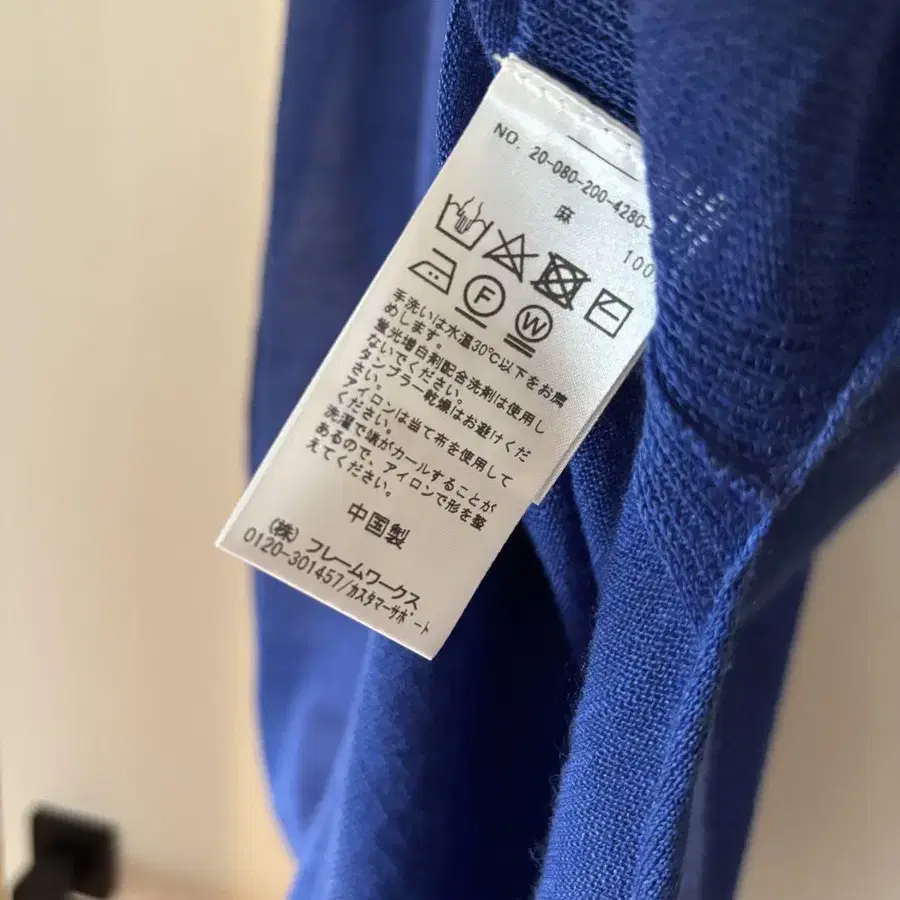 NO. 20-080-200-4280-
麻
100
F
W
手洗いは水温30℃以下をお薦
めします。
蛍光増白剤配合洗剤は使用し
ないでください。
タンブラー乾燥はお避けくだ
さい。
アイロンは当て布を使用して
ください。
洗濯で端がカールすることが
あるので、アイロンで形を整
えてください。
中国製
(株) フレームワークス
0120-301457/カスタマーサポート